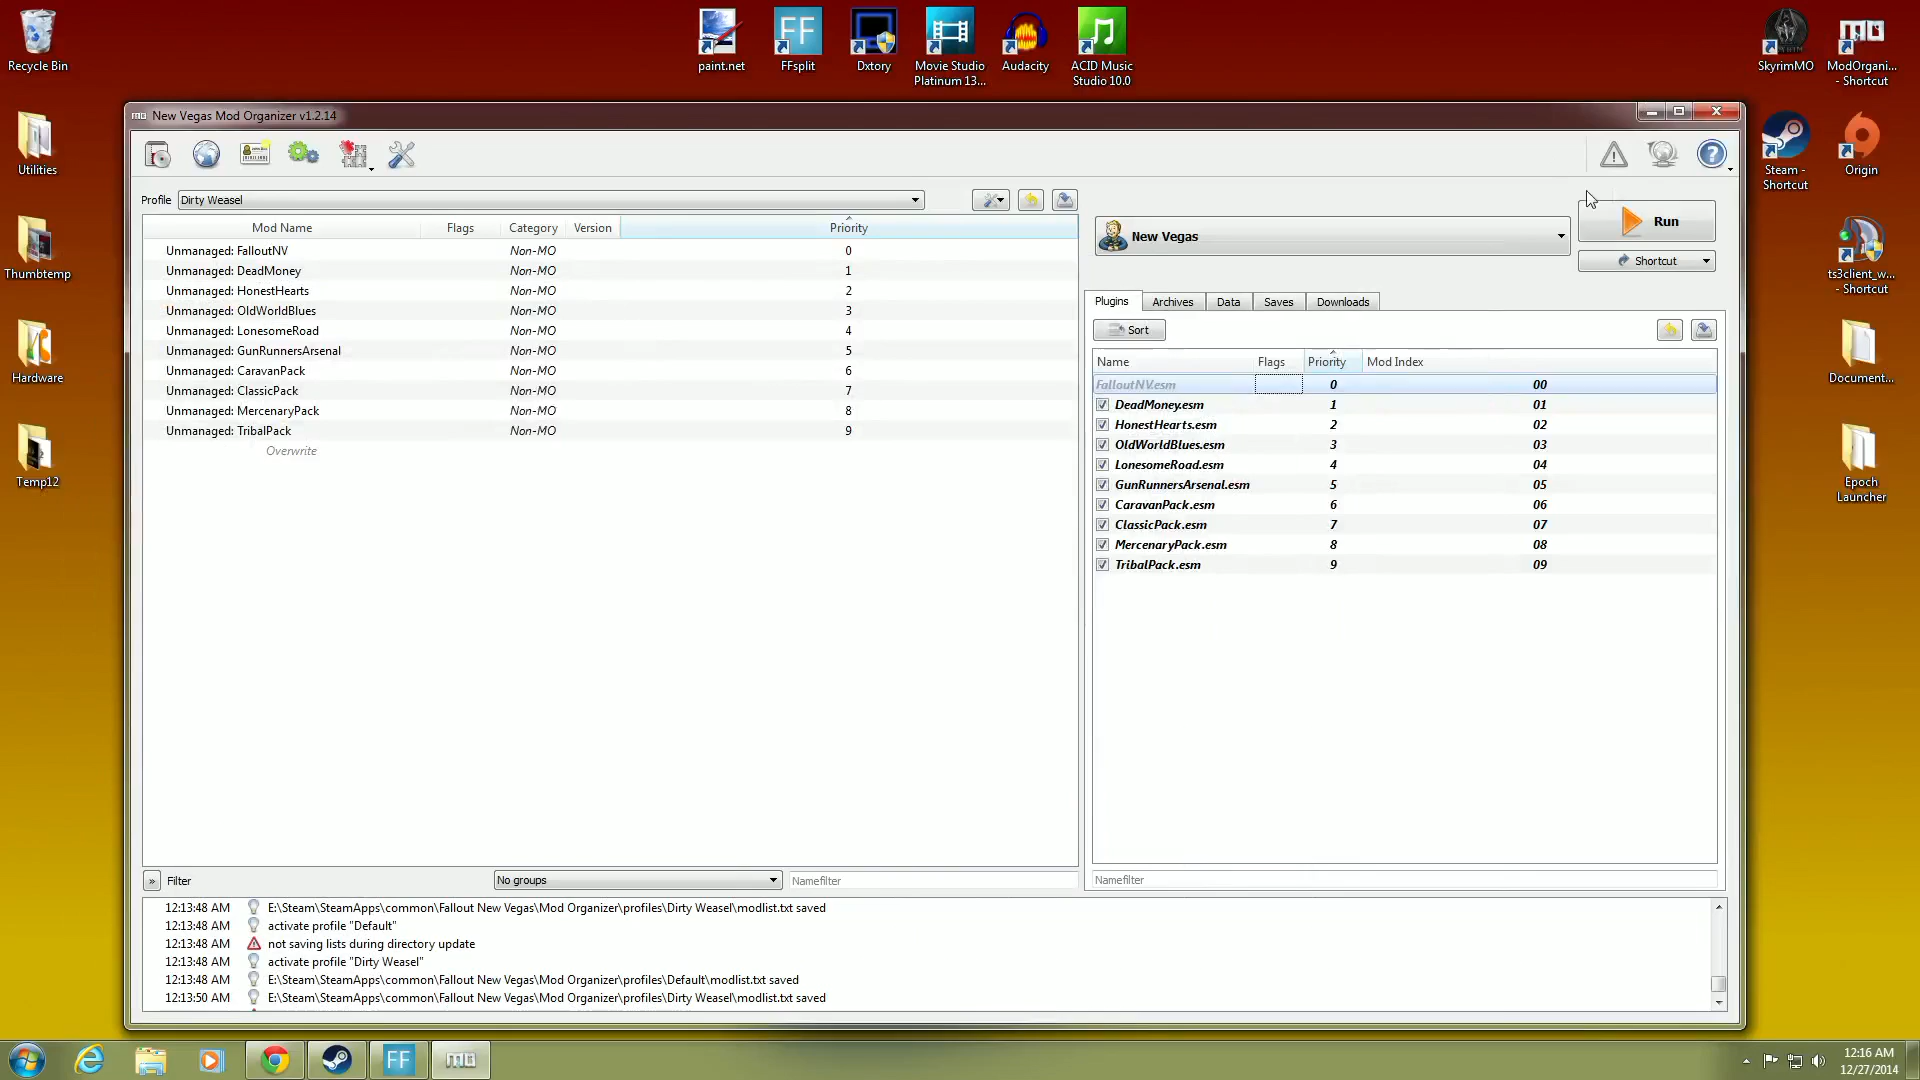 Recycle Bin
paint.net
FFsplit
Dxtory
Movie Studio
Platinum 13...
Audacity
ACID Music
Studio 10.0
SkyrimMO
ModOrgani...
- Shortcut
Utilities
Thumbtemp
Hardware
Temp12
Steam -
Shortcut
Origin
ts3client_w...
- Shortcut
Document...
Epoch
Launcher
New Vegas Mod Organizer v1.2.14
Profile Dirty Weasel
Mod Name Flags Category Version Priority
Unmanaged: FalloutNV Non-MO 0
Unmanaged: DeadMoney Non-MO 1
Unmanaged: HonestHearts Non-MO 2
Unmanaged: OldWorldBlues Non-MO 3
Unmanaged: LonesomeRoad Non-MO 4
Unmanaged: GunRunnersArsenal Non-MO 5
Unmanaged: CaravanPack Non-MO 6
Unmanaged: ClassicPack Non-MO 7
Unmanaged: MercenaryPack Non-MO 8
Unmanaged: TribalPack Non-MO 9
Overwrite
» Filter No groups Namefilter
New Vegas
Run
Shortcut
Plugins Archives Data Saves Downloads
Sort
Name Flags Priority Mod Index
FalloutNV.esm 0 00
DeadMoney.esm 1 01
HonestHearts.esm 2 02
OldWorldBlues.esm 3 03
LonesomeRoad.esm 4 04
GunRunnersArsenal.esm 5 05
CaravanPack.esm 6 06
ClassicPack.esm 7 07
MercenaryPack.esm 8 08
TribalPack.esm 9 09
Namefilter
12:13:48 AM E:\Steam\SteamApps\common\Fallout New Vegas\Mod Organizer\profiles\Dirty Weasel\modlist.txt saved
12:13:48 AM activate profile "Default"
12:13:48 AM not saving lists during directory update
12:13:48 AM activate profile "Dirty Weasel"
12:13:48 AM E:\Steam\SteamApps\common\Fallout New Vegas\Mod Organizer\profiles\Default\modlist.txt saved
12:13:50 AM E:\Steam\SteamApps\common\Fallout New Vegas\Mod Organizer\profiles\Dirty Weasel\modlist.txt saved
FF
12:16 AM
12/27/2014